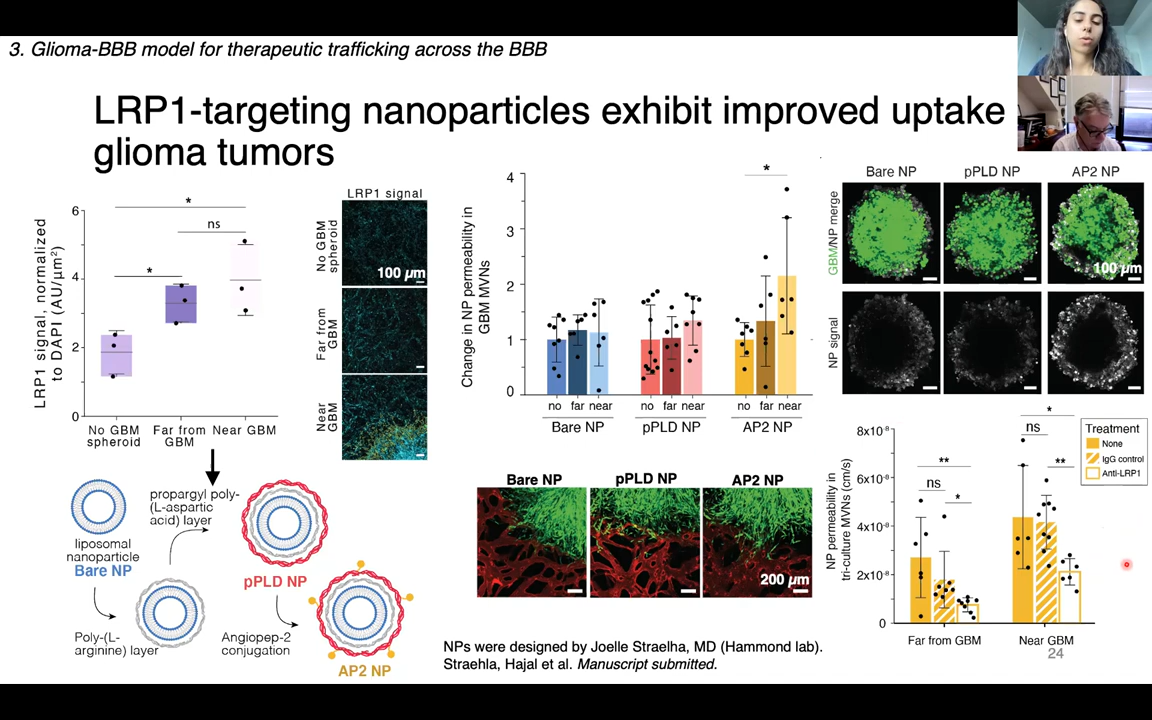 3. Glioma-BBB model for therapeutic trafficking across the BBB
LRP1-targeting nanoparticles exhibit improved uptake
glioma tumors
LRP1 signal, normalized
to DAPI (AU/µm²)
6
4
2
0
*
ns
*
No GBM
spheroid
Far from
GBM
Near GBM
LRP1 signal
No GBM
spheroid
100 µm
Far from
GBM
Near
GBM
liposomal
nanoparticle
Bare NP
Poly-(L-
arginine) layer
propargyl poly-
(L-aspartic
acid) layer
pPLD NP
Angiopep-2
conjugation
AP2 NP
Change in NP permeability in
GBM MVNs
4
3
2
1
0
*
no far near
Bare NP
no far near
pPLD NP
no far near
AP2 NP
Bare NP
pPLD NP
AP2 NP
200 µm
Bare NP
pPLD NP
AP2 NP
GBM/NP merge
100 µm
NP signal
NP permeability in
tri-culture MVNs (cm/s)
8x10⁻⁸
6x10⁻⁸
4x10⁻⁸
2x10⁻⁸
0
**
ns
*
*
ns
**
Treatment
None
IgG control
Anti-LRP1
Far from GBM
Near GBM
NPs were designed by Joelle Straelha, MD (Hammond lab).
Straehla, Hajal et al. Manuscript submitted.
24